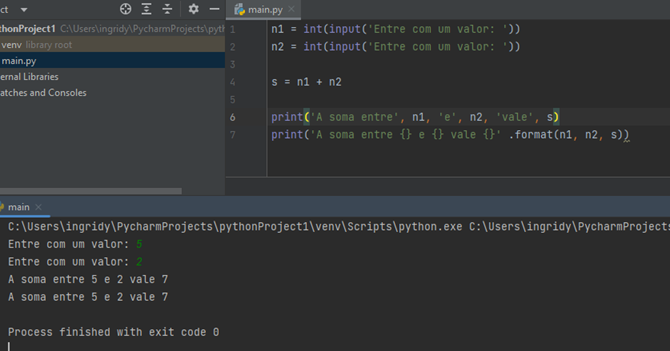 ct
main.py
thonProject1 C:\Users\ingridy\PycharmProjects\pyth
venv library root
main.py
ernal Libraries
atches and Consoles
1 n1 = int(input('Entre com um valor: '))
2 n2 = int(input('Entre com um valor: '))
3
4 s = n1 + n2
5
6 print('A soma entre', n1, 'e', n2, 'vale', s)
7 print('A soma entre {} e {} vale {}' .format(n1, n2, s))
main
C:\Users\ingridy\PycharmProjects\pythonProject1\venv\Scripts\python.exe C:\Users\ingridy\PycharmProjects
Entre com um valor: 5
Entre com um valor: 2
A soma entre 5 e 2 vale 7
A soma entre 5 e 2 vale 7
Process finished with exit code 0